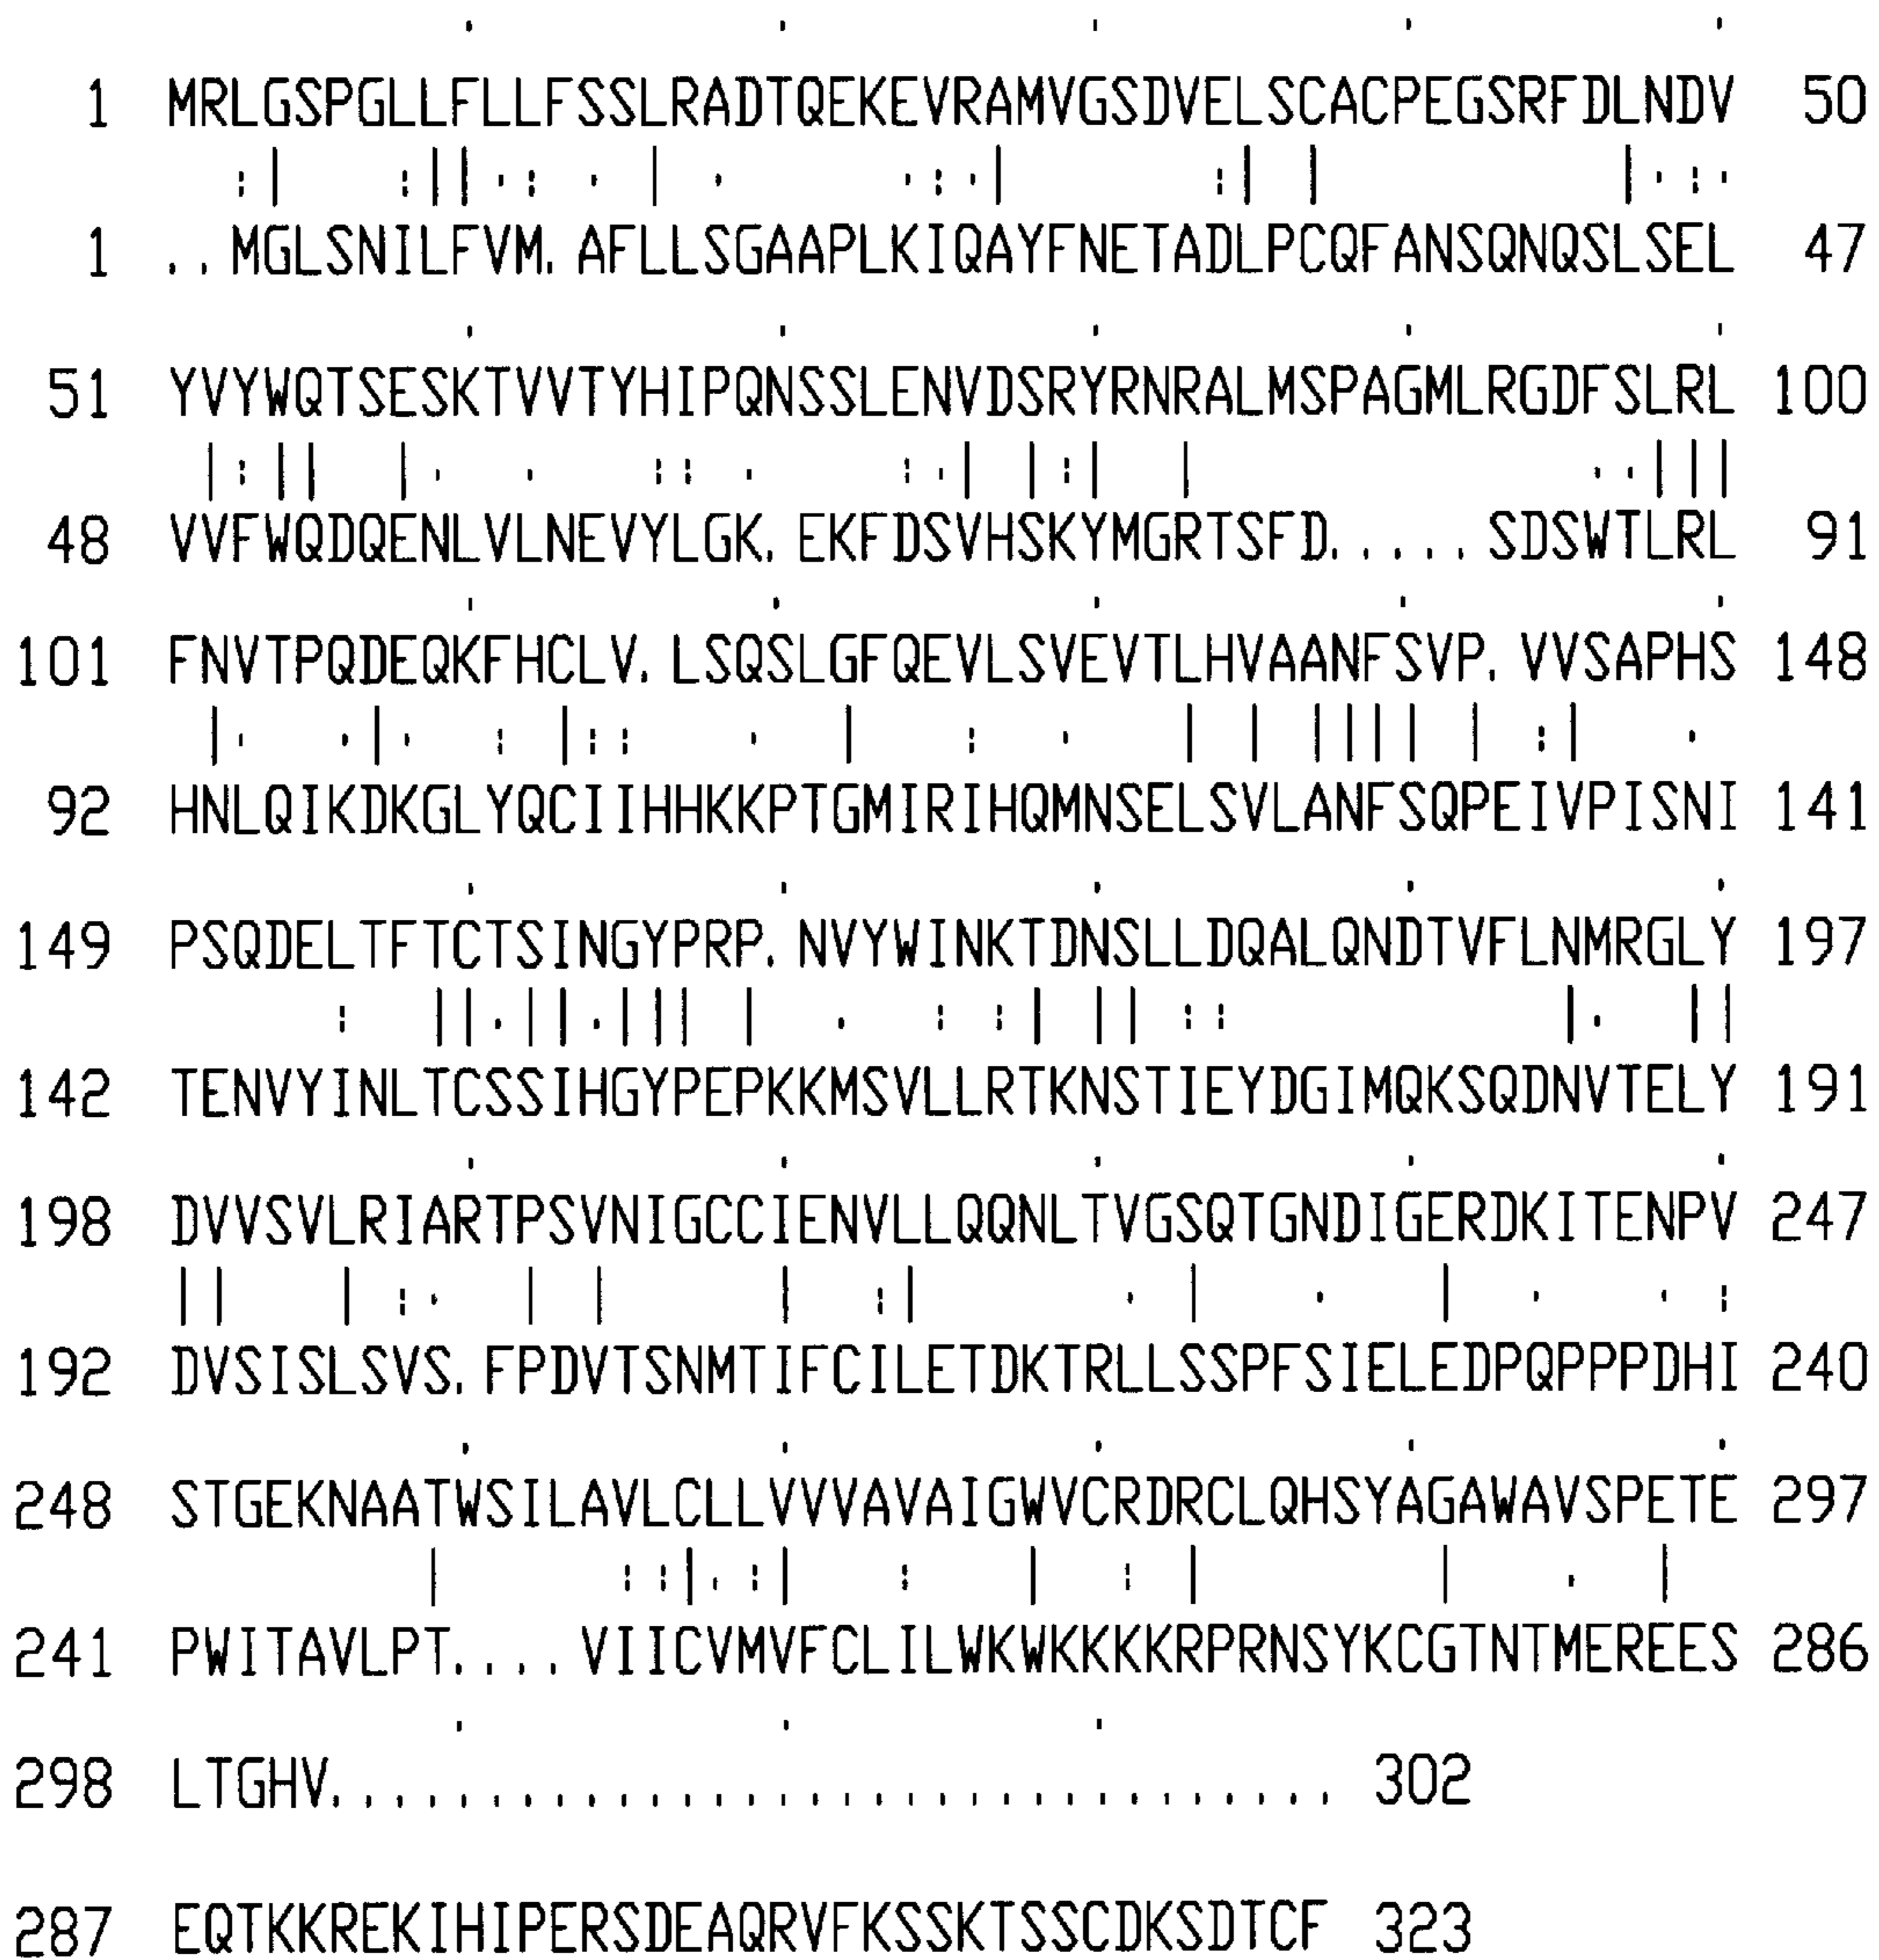 1 MRLGSPGLLFLLFSSLRADTQEKEVRAMVGSDVELSCACPEGSRFDLNDV 50
1 ..MGLSNILFVM.AFLLSGAAPLKIQAYFNETADLPCQFANSQNQSLSEL 47
51 YVYWQTSESKTVVTYHIPQNSSLENVDSRYRNRALMSPAGMLRGDFSLRL 100
48 VVFWQDQENLVLNEVYLGK.EKFDSVHSKYMGRTSFD.....SDSWTLRL 91
101 FNVTPQDEQKFHCLV.LSQSLGFQEVLSVEVTLHVAANFSVP.VVSAPHS 148
92 HNLQIKDKGLYQCIIHHKKPTGMIRIHQMNSELSVLANFSQPEIVPISNI 141
149 PSQDELTFTCTSINGYPRP.NVYWINKTDNSLLDQALQNDTVFLNMRGLY 197
142 TENVYINLTCSSIHGYPEPKKMSVLLRTKNSTIEYDGIMQKSQDNVTELY 191
198 DVVSVLRIARTPSVNIGCCIENVLLQQNLTVGSQTGNDIGERDKITENPV 247
192 DVSISLSVS.FPDVTSNMTIFCILETDKTRLLSSPFSIELEDPQPPPDHI 240
248 STGEKNAATWSILAVLCLLVVVAVAIGWVCRDRCLQHSYAGAWAVSPETE 297
241 PWITAVLPT....VIICVMVFCLILWKWKKKKRPRNSYKCGTNTMEREES 286
298 LTGHV................................ 302
287 EQTKKREKIHIPERSDEAQRVFKSSKTSSCDKSDTCF 323